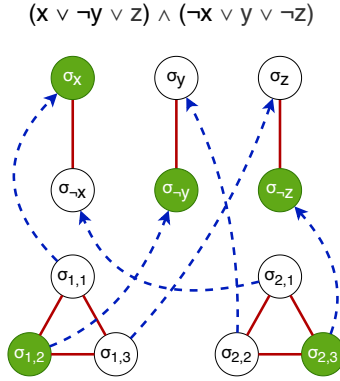 (x ∨ ¬y ∨ z) ∧ (¬x ∨ y ∨ ¬z)
σx σy σz
σ¬x σ¬y σ¬z
σ1,1 σ2,1
σ1,2 σ1,3 σ2,2 σ2,3